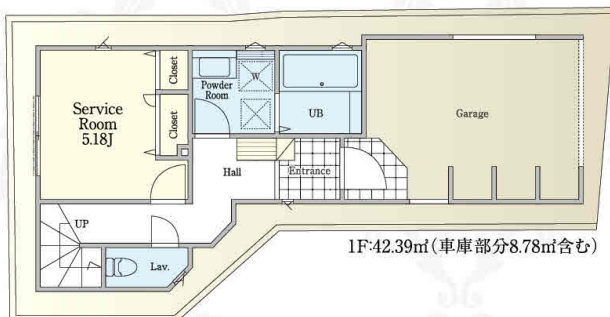 Closet
Powder
Room
W
Service
Room
5.18J
Closet
UB
Garage
Hall
Entrance
UP
Lav.
1F:42.39㎡(車庫部分8.78㎡含む)